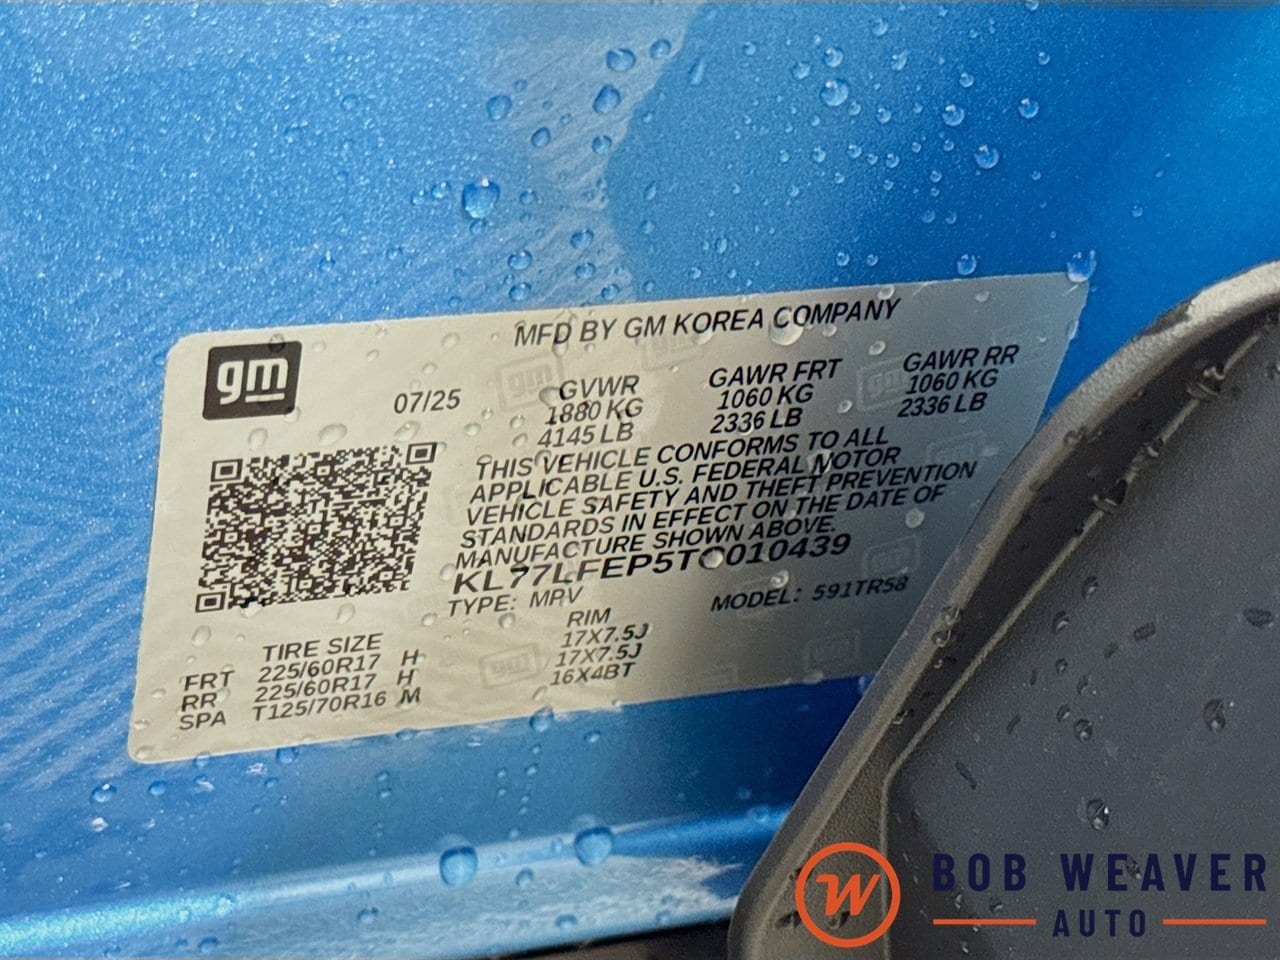 gm
MFD BY GM KOREA COMPANY
07/25
GVWR GAWR FRT GAWR RR
1880 KG 1060 KG 1060 KG
4145 LB 2336 LB 2336 LB
THIS VEHICLE CONFORMS TO ALL
APPLICABLE U.S. FEDERAL MOTOR
VEHICLE SAFETY AND THEFT PREVENTION
STANDARDS IN EFFECT ON THE DATE OF
MANUFACTURE SHOWN ABOVE.
KL77LFEP5TC010439
TYPE: MPV MODEL: 591TR58
TIRE SIZE RIM
FRT 225/60R17 H 17X7.5J
RR 225/60R17 H 17X7.5J
SPA T125/70R16 M 16X4BT
W BOB WEAVER
AUTO